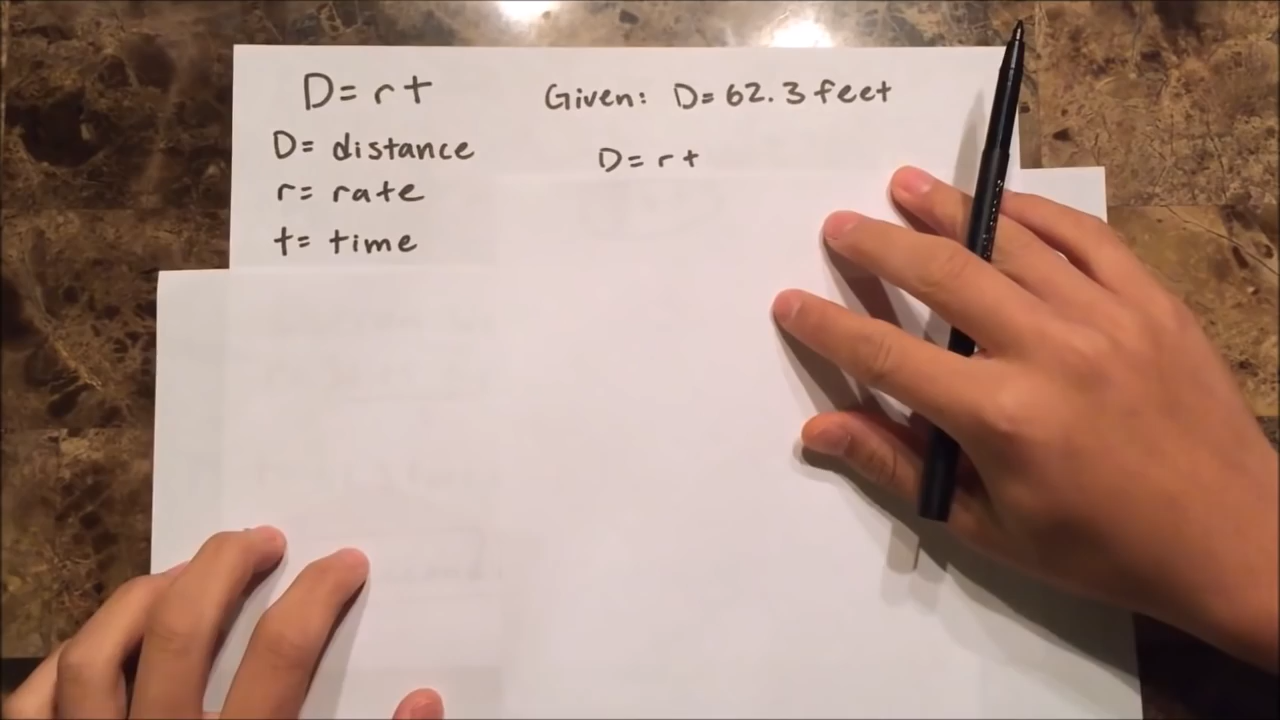 D= rt
D= distance
r= rate
t= time
Given: D= 62.3 feet
D= rt